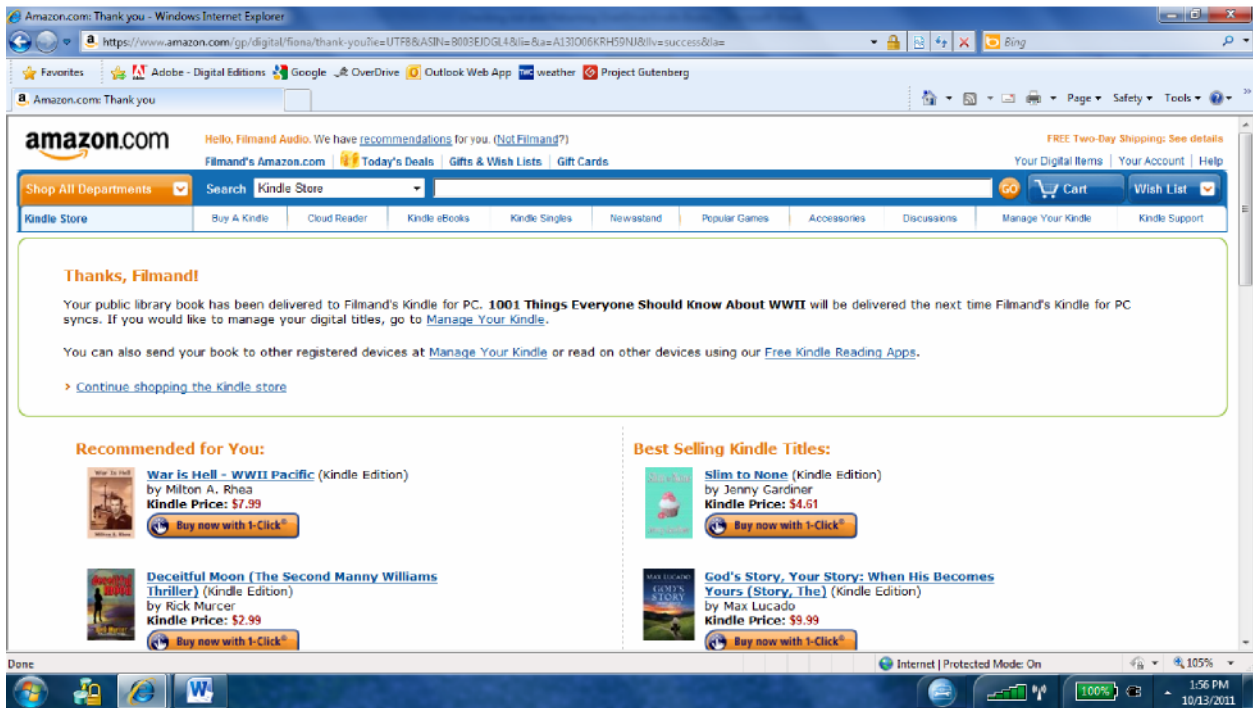 Amazon.com: Thank you - Windows Internet Explorer
https://www.amazon.com/gp/digital/fiona/thank-you?ie=UTF8&ASIN=B003EJDGL4&li=&a=A13IO06KRH59NJ&llv=success&la=
Bing
Favorites Adobe - Digital Editions Google OverDrive Outlook Web App weather Project Gutenberg
Amazon.com: Thank you
Page Safety Tools
amazon.com
Hello, Filmand Audio. We have recommendations for you. (Not Filmand?)
FREE Two-Day Shipping: See details
Filmand's Amazon.com | Today's Deals | Gifts & Wish Lists | Gift Cards
Your Digital Items | Your Account | Help
Shop All Departments Search Kindle Store GO Cart Wish List
Kindle Store Buy A Kindle Cloud Reader Kindle eBooks Kindle Singles Newsstand Popular Games Accessories Discussions Manage Your Kindle Kindle Support
Thanks, Filmand!
Your public library book has been delivered to Filmand's Kindle for PC. 1001 Things Everyone Should Know About WWII will be delivered the next time Filmand's Kindle for PC
syncs. If you would like to manage your digital titles, go to Manage Your Kindle.
You can also send your book to other registered devices at Manage Your Kindle or read on other devices using our Free Kindle Reading Apps.
› Continue shopping the Kindle store
Recommended for You:
War is Hell - WWII Pacific (Kindle Edition)
by Milton A. Rhea
Kindle Price: $7.99
Buy now with 1-Click®
Deceitful Moon (The Second Manny Williams
Thriller) (Kindle Edition)
by Rick Murcer
Kindle Price: $2.99
Buy now with 1-Click®
Best Selling Kindle Titles:
Slim to None (Kindle Edition)
by Jenny Gardiner
Kindle Price: $4.61
Buy now with 1-Click®
MAX LUCADO
GOD'S
STORY
God's Story, Your Story: When His Becomes
Yours (Story, The) (Kindle Edition)
by Max Lucado
Kindle Price: $9.99
Buy now with 1-Click®
Done
Internet | Protected Mode: On
105%
100%
1:56 PM
10/13/2011